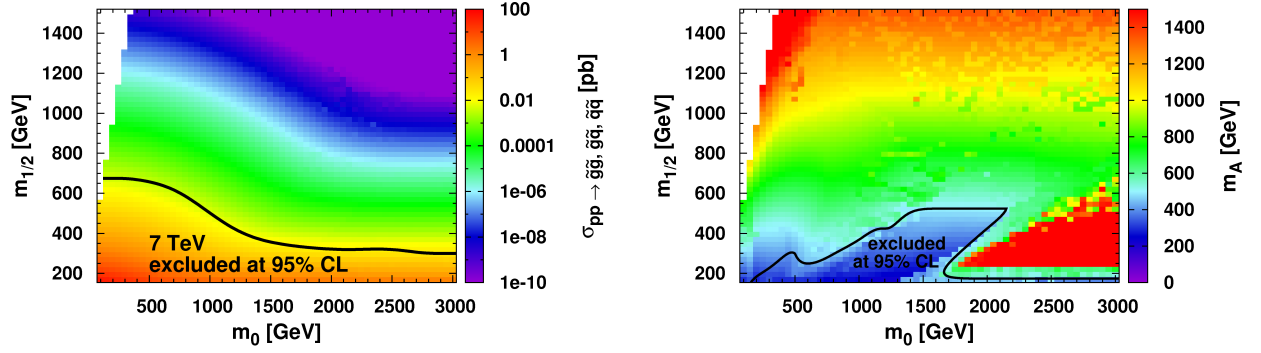 1400
1200
1000
800
600
400
200
m1/2 [GeV]
500 1000 1500 2000 2500 3000
m0 [GeV]
7 TeV
excluded at 95% CL
100
1
0.01
0.0001
1e-06
1e-08
1e-10
σpp → g̃g̃, g̃q̃, q̃q̃ [pb]
1400
1200
1000
800
600
400
200
m1/2 [GeV]
500 1000 1500 2000 2500 3000
m0 [GeV]
excluded
at 95% CL
1400
1200
1000
800
600
400
200
0
mA [GeV]